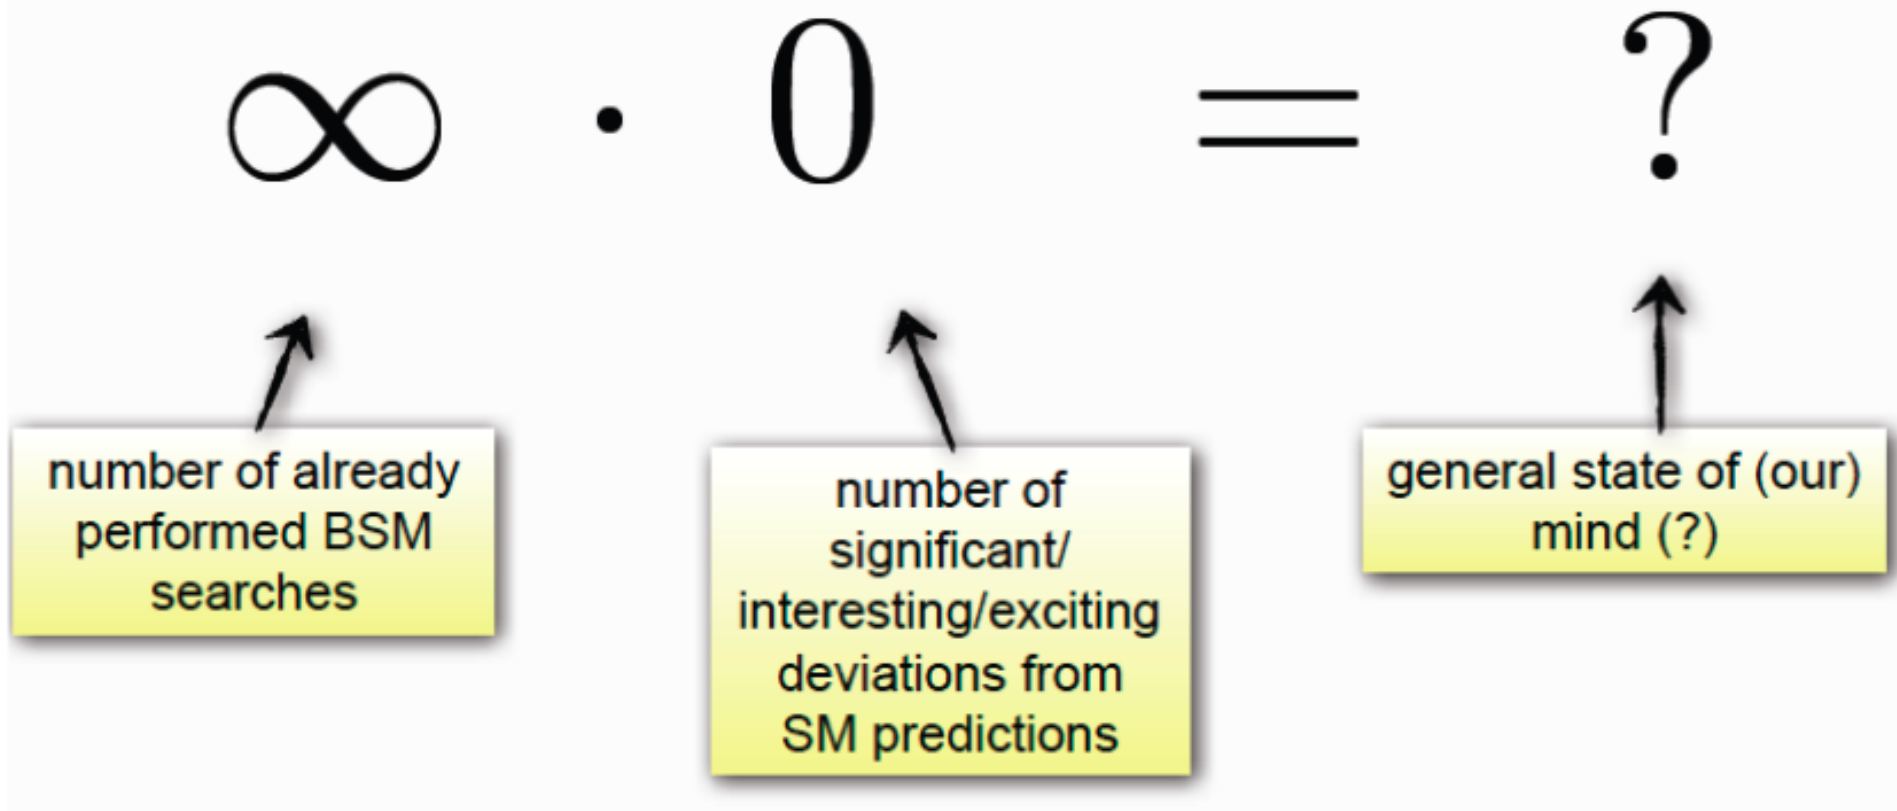 ∞ · 0 = ?
number of already
performed BSM
searches
number of
significant/
interesting/exciting
deviations from
SM predictions
general state of (our)
mind (?)